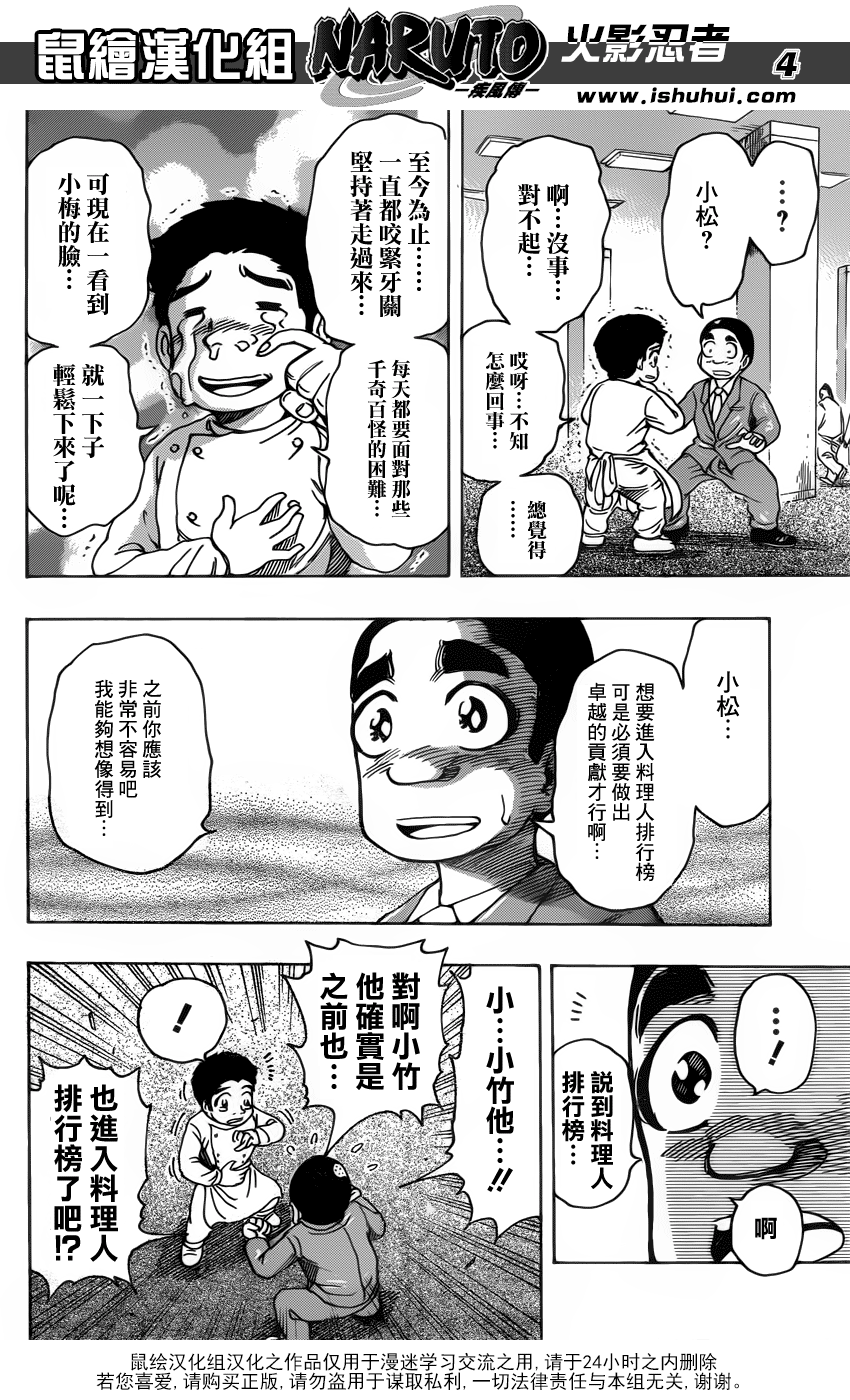 鼠繪漢化組
NARUTO
疾風傳
火影忍者
4
www.ishuhui.com
…?
小松?
啊…沒事…
對不起…
哎呀…不知
怎麼回事…
總覺得
……
至今為止……
一直都咬緊牙關
堅持著走過來…
每天都要面對那些
千奇百怪的困難…
可現在一看到
小梅的臉…
就一下子
輕鬆下來了呢…
小松…
想要進入料理人排行榜
可是必須要做出
卓越的貢獻才行啊…
之前你應該
非常不容易吧
我能夠想像得到…
…!
説到料理人
排行榜…
啊
小…小竹他…!!
對啊小竹
他確實是
之前也…
!
也進入料理人
排行榜了吧!?
鼠绘汉化组汉化之作品仅用于漫迷学习交流之用,请于24小时之内删除
若您喜爱,请购买正版,请勿盗用于谋取私利,一切法律责任与本组无关,谢谢。